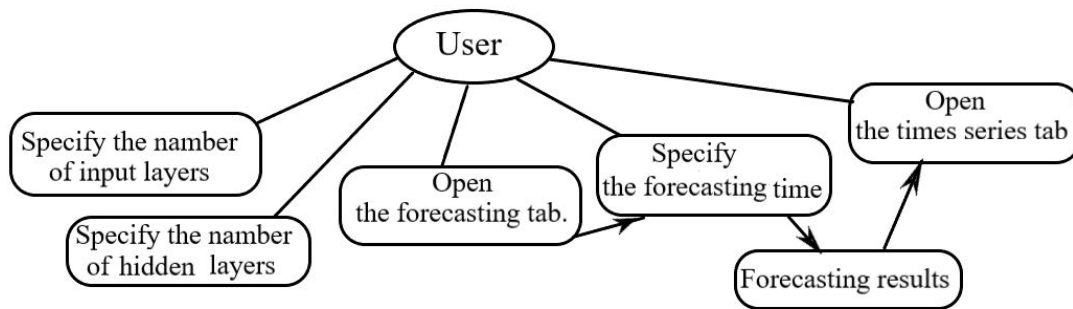 User
Specify the namber
of input layers
Specify the namber
of hidden layers
Open
the forecasting tab.
Specify
the forecasting time
Forecasting results
Open
the times series tab